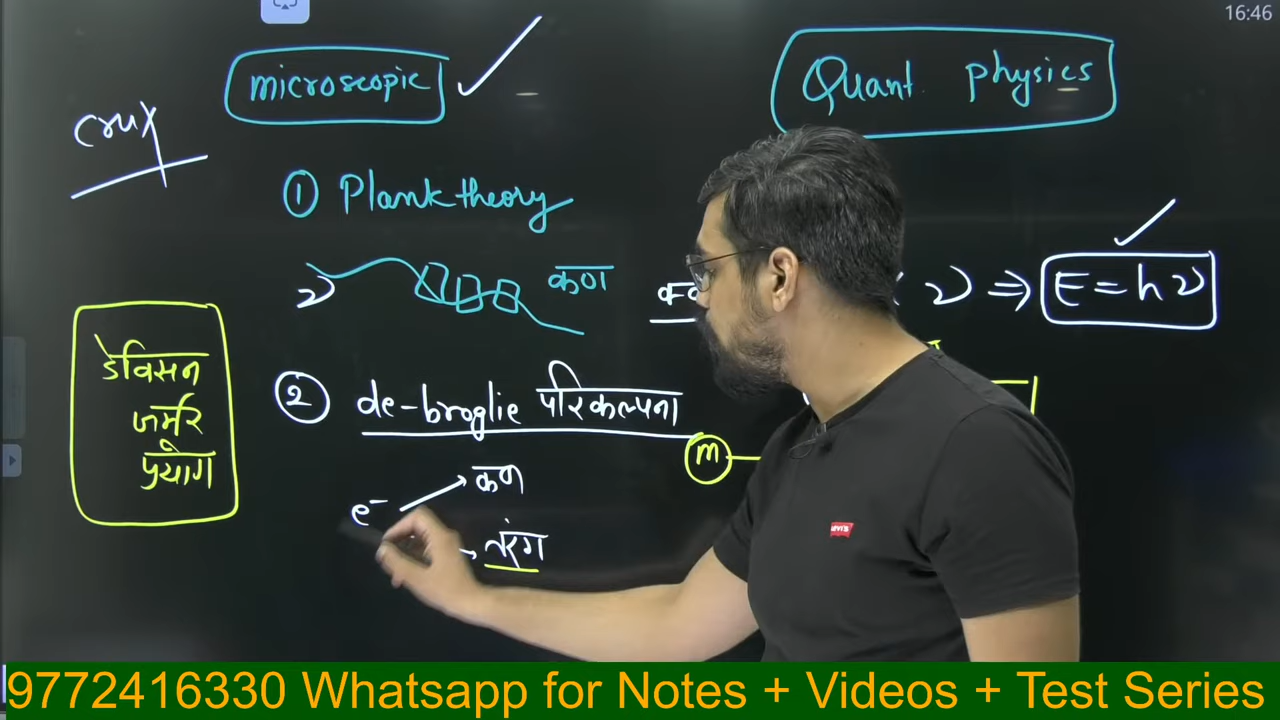 16:46
microscopic
Quant. physics
crux
① Plank theory
ν
कण
ν ⇒ E = hν
डेविसन
जर्मर
प्रयोग
② de-broglie परिकल्पना
m
e⁻
कण
तरंग
LEVI'S
9772416330 Whatsapp for Notes + Videos + Test Series